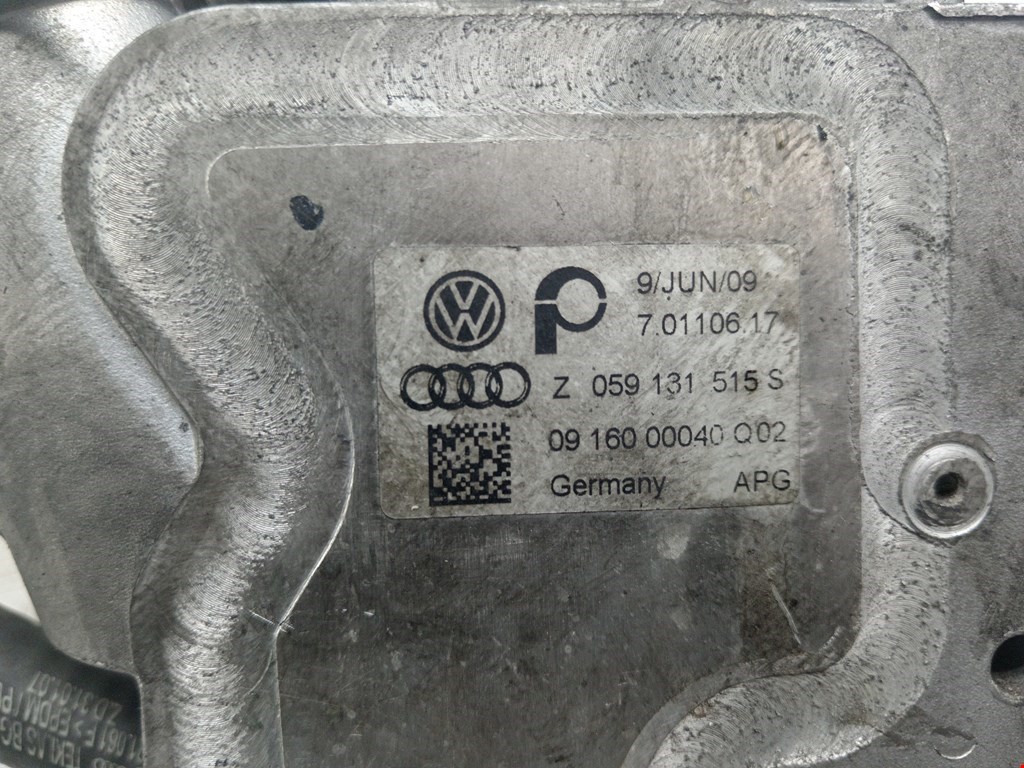 9/JUN/09
7.01106.17
Z 059 131 515 S
09 160 00040 Q02
Germany APG